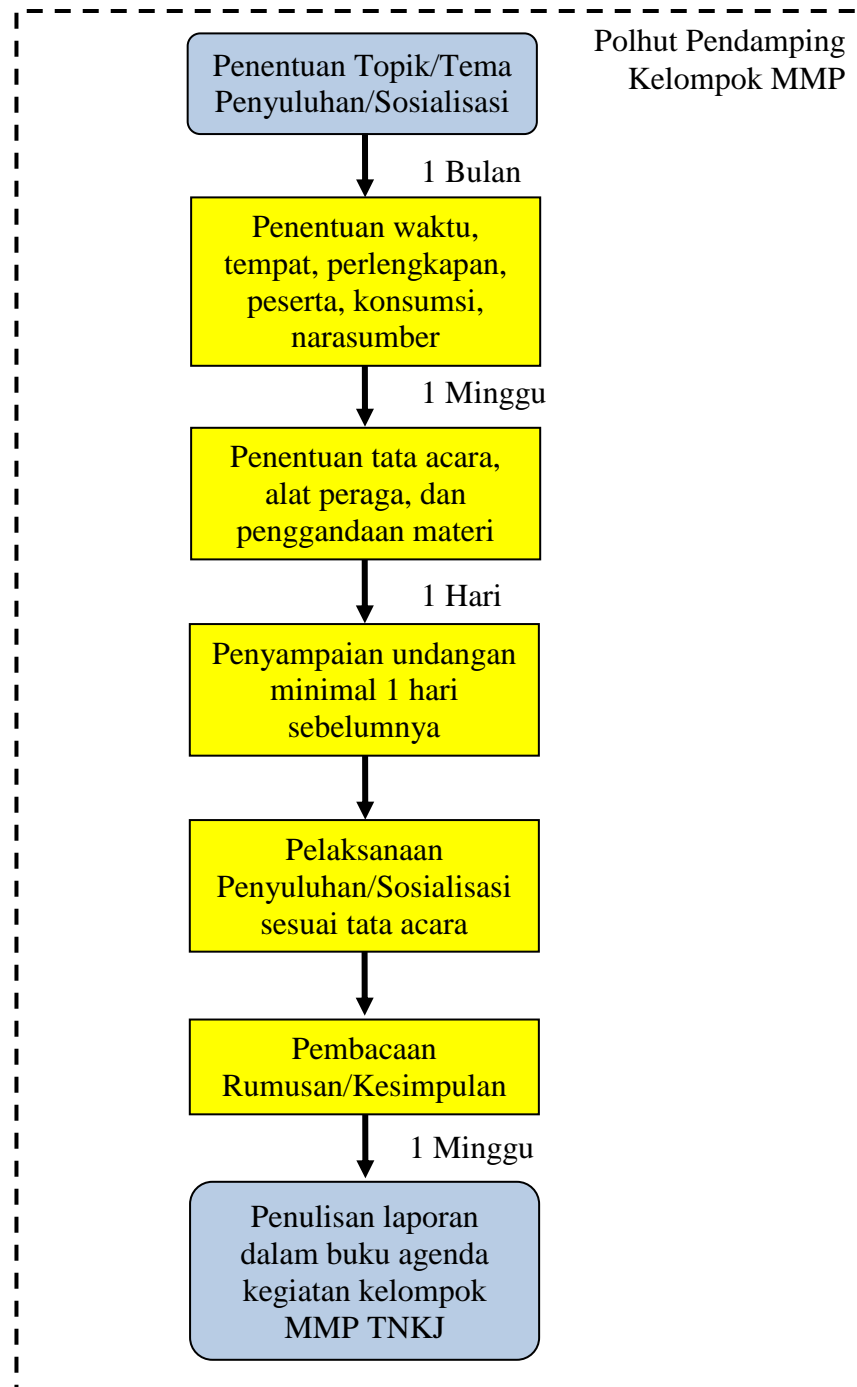 Polhut Pendamping
Kelompok MMP
Penentuan Topik/Tema
Penyuluhan/Sosialisasi
1 Bulan
Penentuan waktu,
tempat, perlengkapan,
peserta, konsumsi,
narasumber
1 Minggu
Penentuan tata acara,
alat peraga, dan
penggandaan materi
1 Hari
Penyampaian undangan
minimal 1 hari
sebelumnya
Pelaksanaan
Penyuluhan/Sosialisasi
sesuai tata acara
Pembacaan
Rumusan/Kesimpulan
1 Minggu
Penulisan laporan
dalam buku agenda
kegiatan kelompok
MMP TNKJ